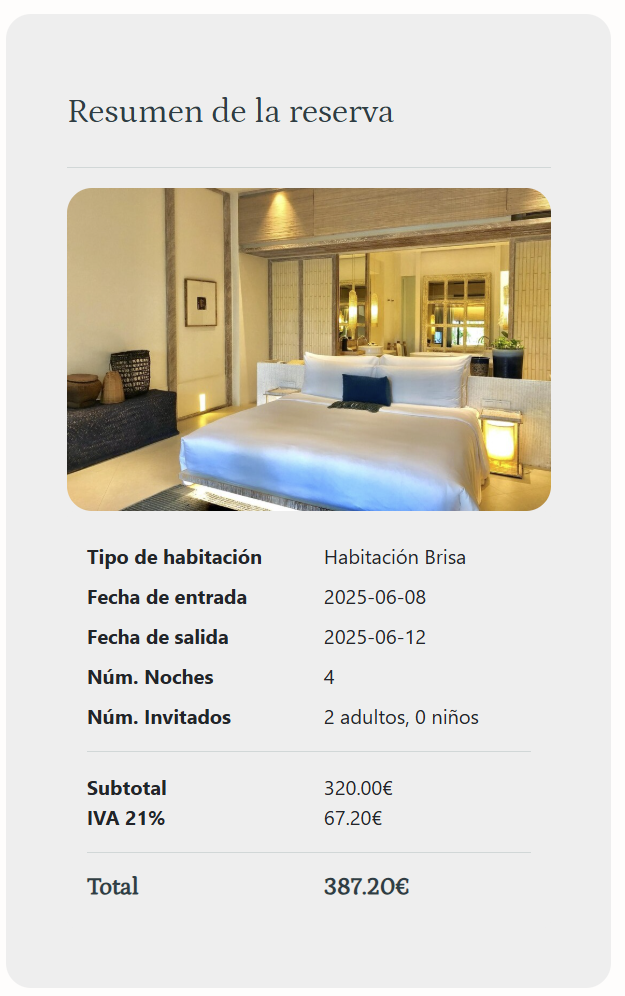 Resumen de la reserva
Tipo de habitación Habitación Brisa
Fecha de entrada 2025-06-08
Fecha de salida 2025-06-12
Núm. Noches 4
Núm. Invitados 2 adultos, 0 niños
Subtotal 320.00€
IVA 21% 67.20€
Total 387.20€